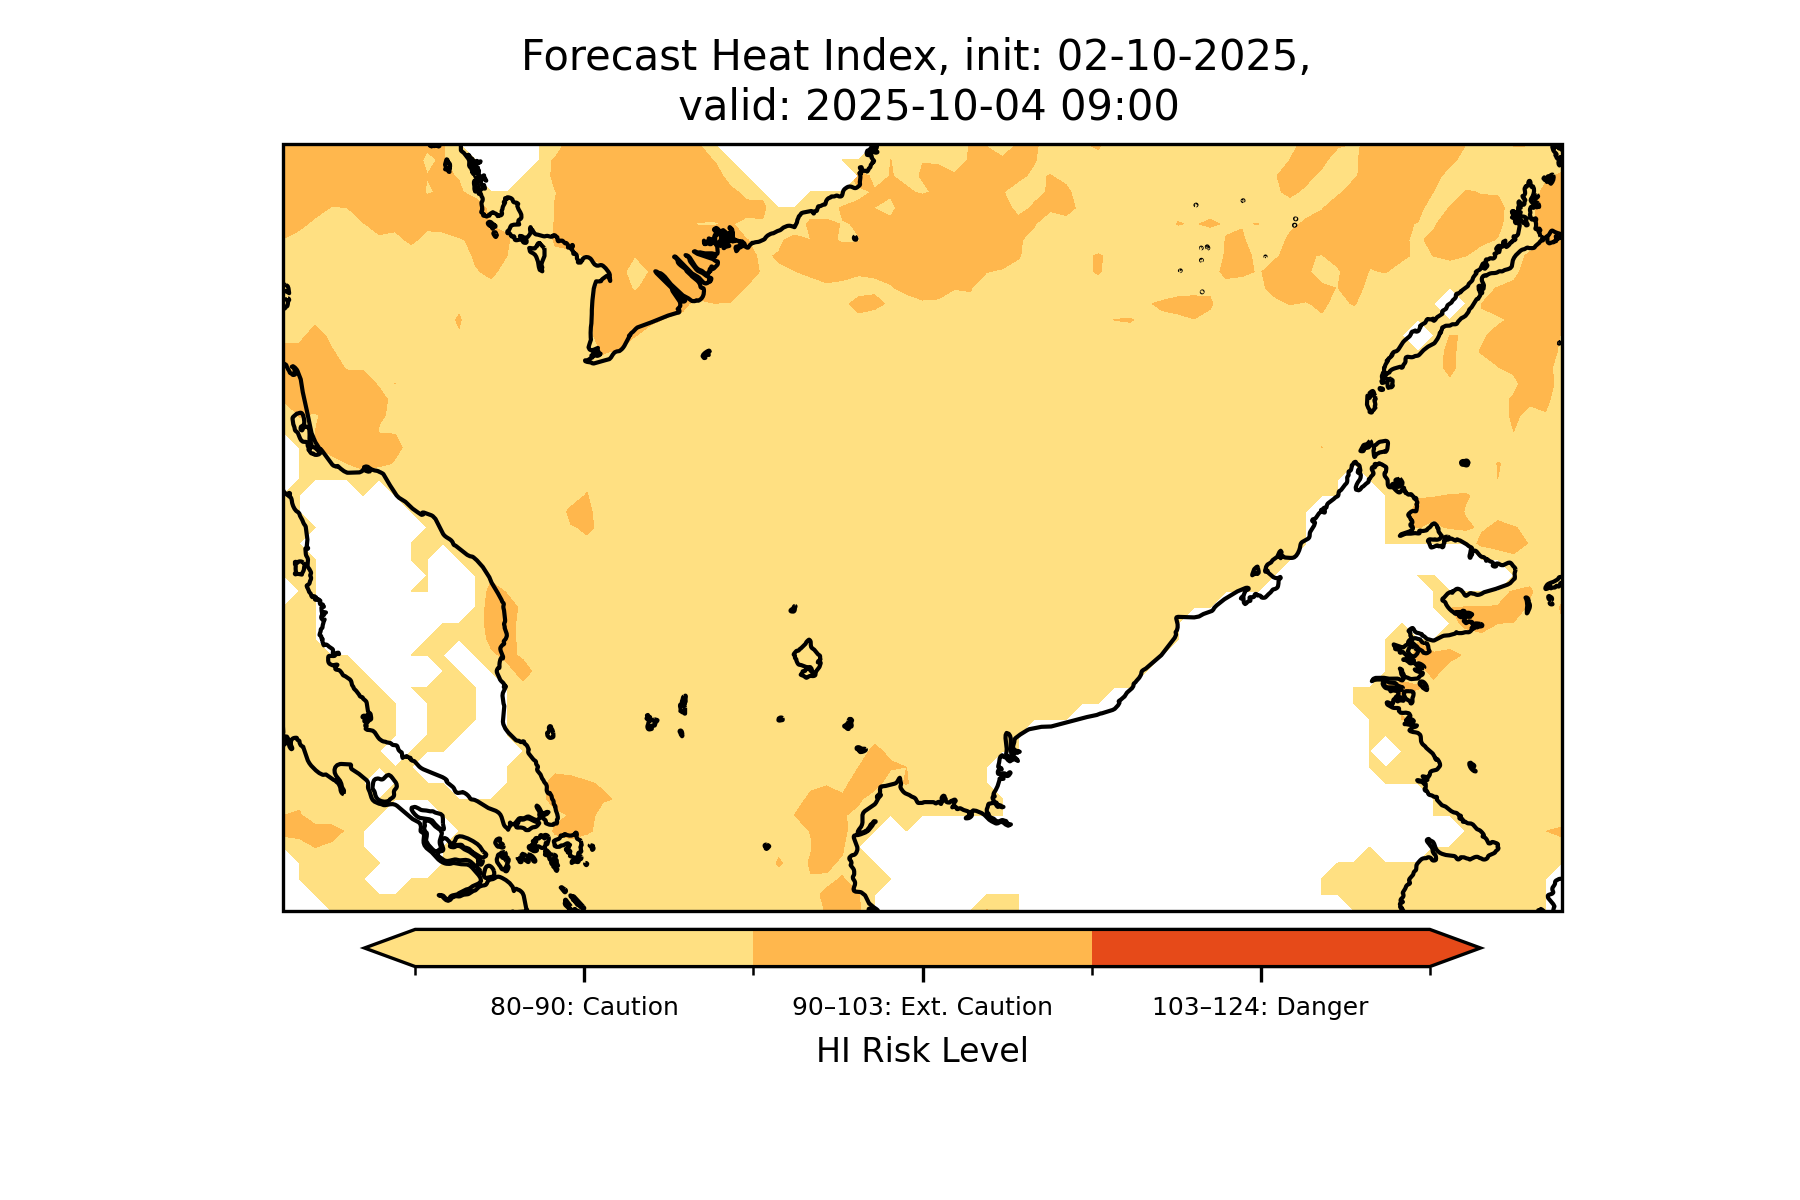 Forecast Heat Index, init: 02-10-2025,
valid: 2025-10-04 09:00
80–90: Caution
90–103: Ext. Caution
103–124: Danger
HI Risk Level